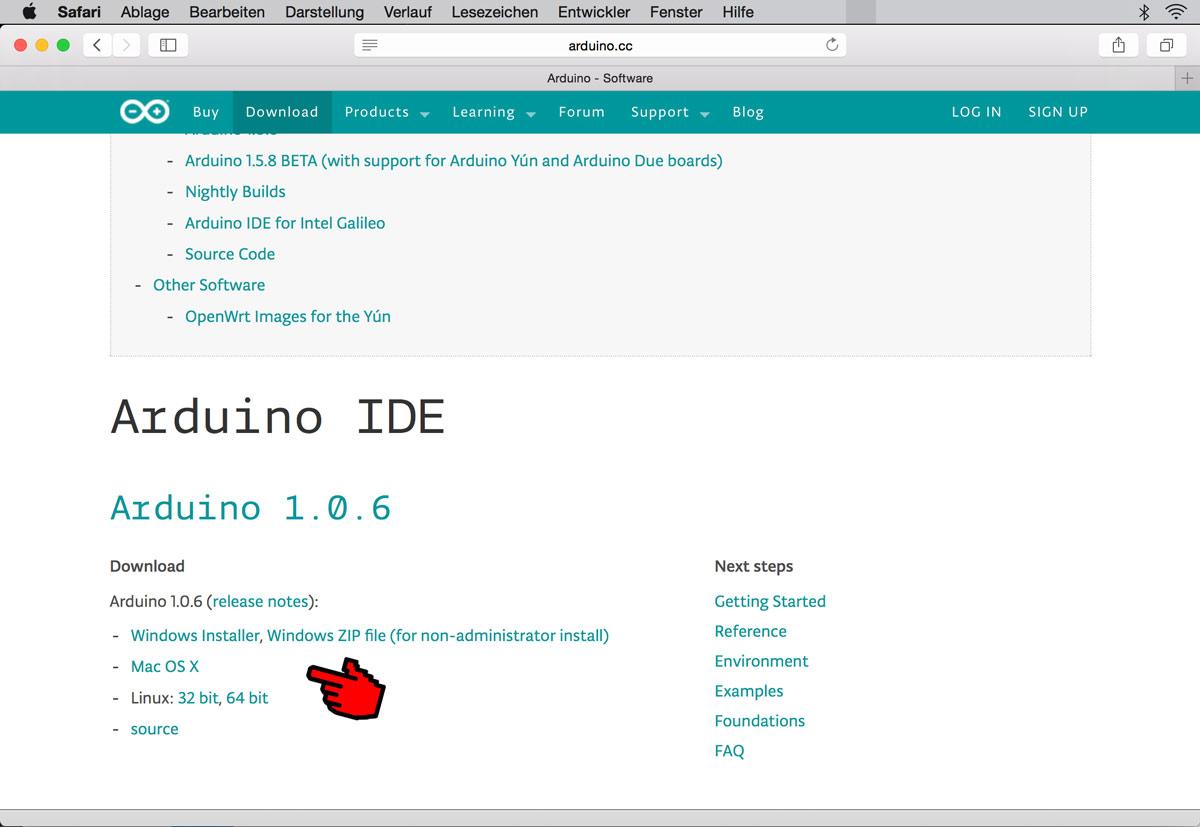 Safari Ablage Bearbeiten Darstellung Verlauf Lesezeichen Entwickler Fenster Hilfe
arduino.cc
Arduino - Software
Buy Download Products Learning Forum Support Blog LOG IN SIGN UP
- Arduino 1.5.8 BETA (with support for Arduino Yún and Arduino Due boards)
- Nightly Builds
- Arduino IDE for Intel Galileo
- Source Code
- Other Software
- OpenWrt Images for the Yún
Arduino IDE
Arduino 1.0.6
Download
Arduino 1.0.6 (release notes):
- Windows Installer, Windows ZIP file (for non-administrator install)
- Mac OS X
- Linux: 32 bit, 64 bit
- source
Next steps
Getting Started
Reference
Environment
Examples
Foundations
FAQ